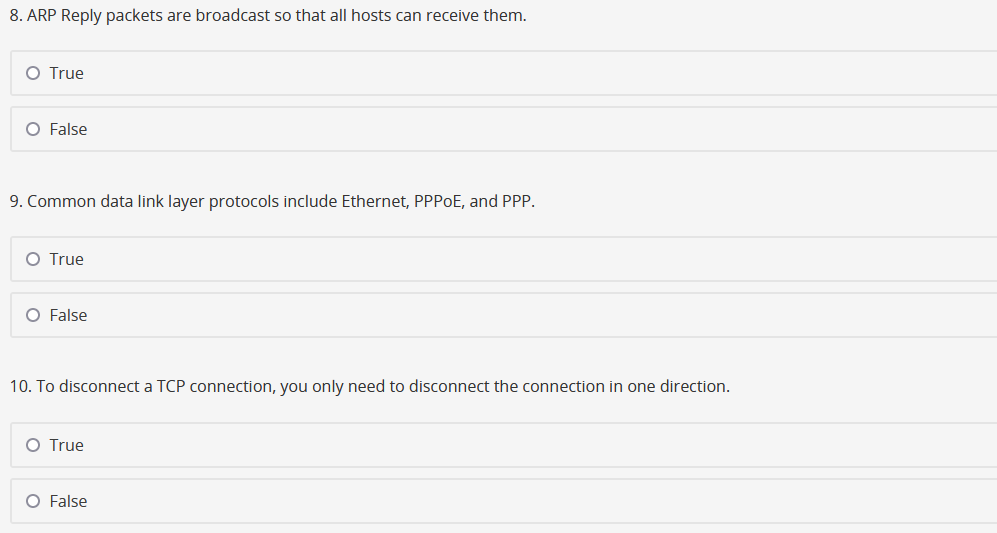 8. ARP Reply packets are broadcast so that all hosts can receive them.
True
False
9. Common data link layer protocols include Ethernet, PPPoE, and PPP.
True
False
10. To disconnect a TCP connection, you only need to disconnect the connection in one direction.
True
False